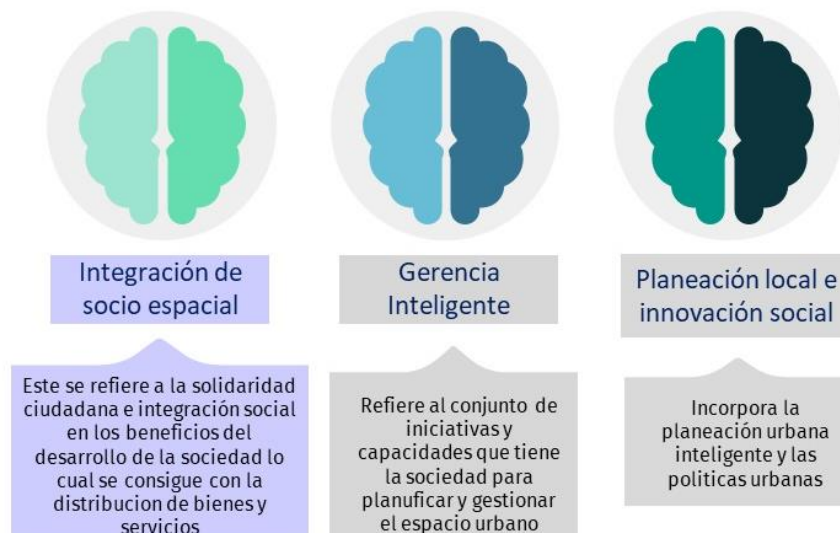 Integración de
socio espacial
Gerencia
Inteligente
Planeación local e
innovación social
Este se refiere a la solidaridad
ciudadana e integración social
en los beneficios del
desarrollo de la sociedad lo
cual se consigue con la
distribucion de bienes y
servicios
Refiere al conjunto de
iniciativas y
capacidades que tiene
la sociedad para
planuficar y gestionar
el espacio urbano
Incorpora la
planeación urbana
inteligente y las
politicas urbanas